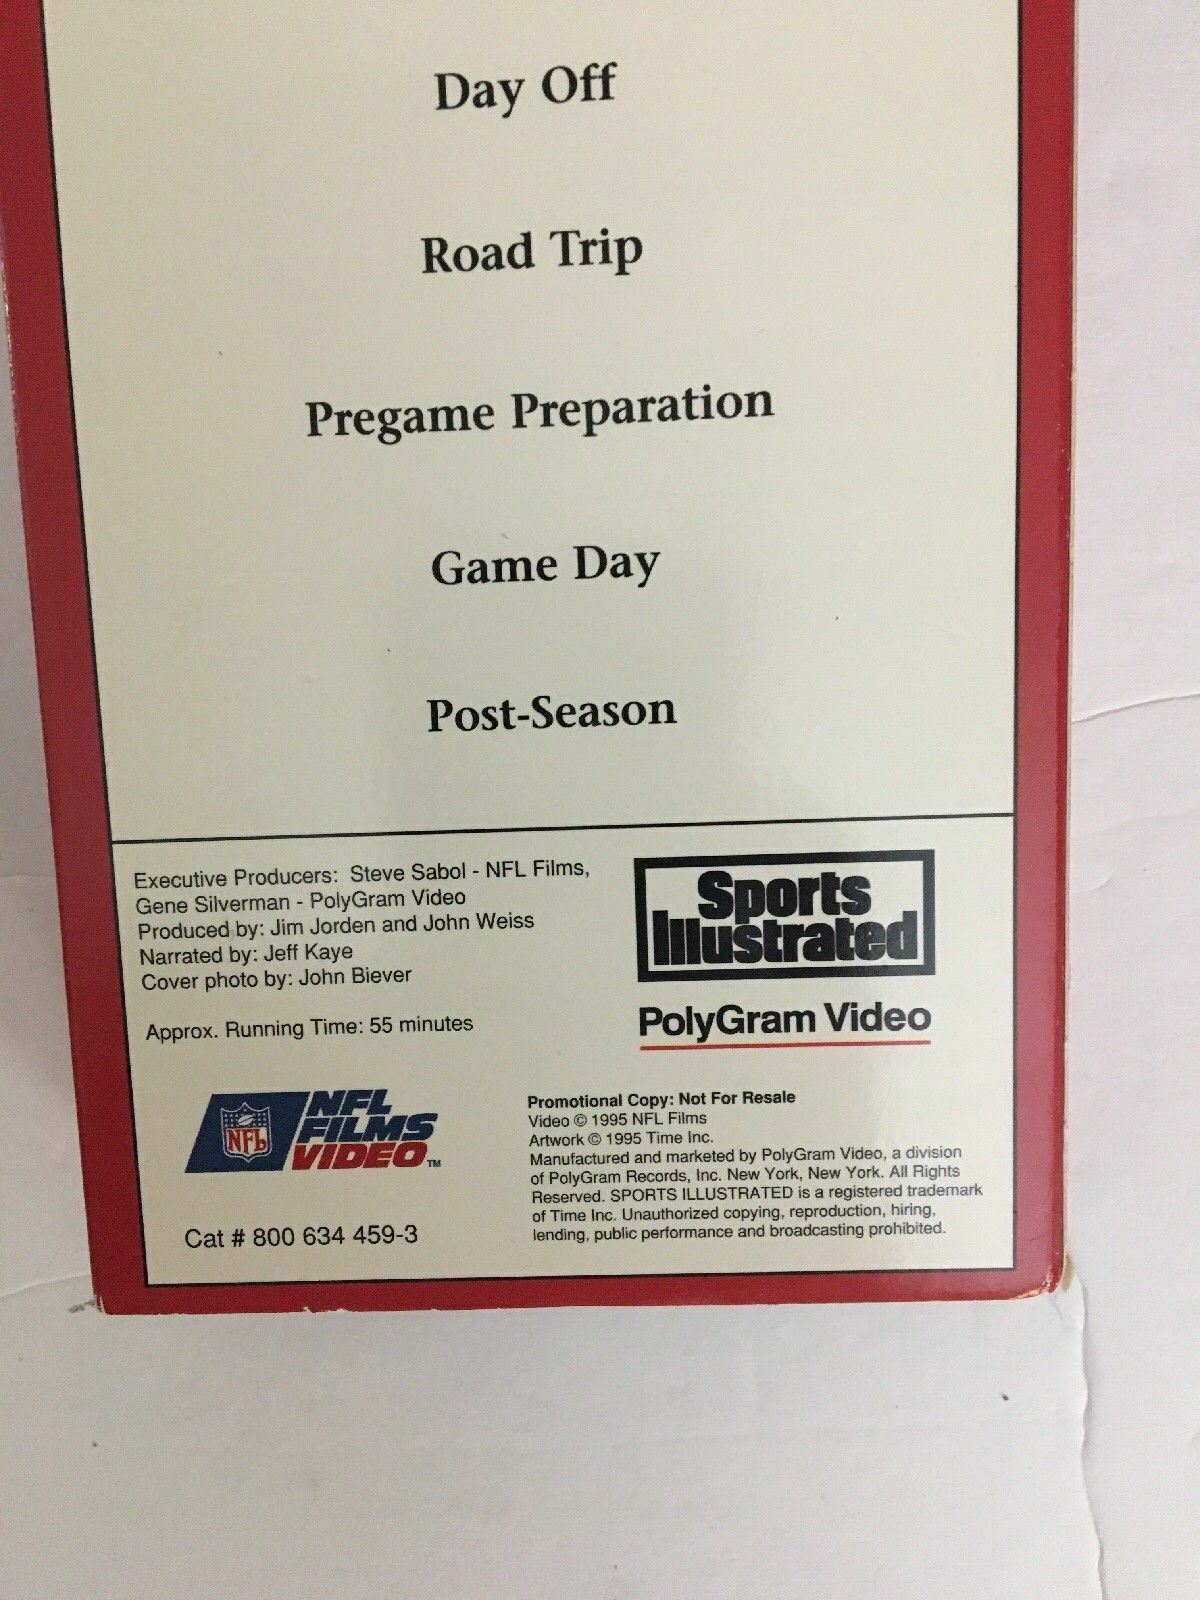 Day Off
Road Trip
Pregame Preparation
Game Day
Post-Season
Executive Producers: Steve Sabol - NFL Films,
Gene Silverman - PolyGram Video
Produced by: Jim Jorden and John Weiss
Narrated by: Jeff Kaye
Cover photo by: John Biever
Approx. Running Time: 55 minutes
Sports
Illustrated
PolyGram Video
NFL
NFL
FILMS
VIDEO™
Cat # 800 634 459-3
Promotional Copy: Not For Resale
Video © 1995 NFL Films
Artwork © 1995 Time Inc.
Manufactured and marketed by PolyGram Video, a division
of PolyGram Records, Inc. New York, New York. All Rights
Reserved. SPORTS ILLUSTRATED is a registered trademark
of Time Inc. Unauthorized copying, reproduction, hiring,
lending, public performance and broadcasting prohibited.